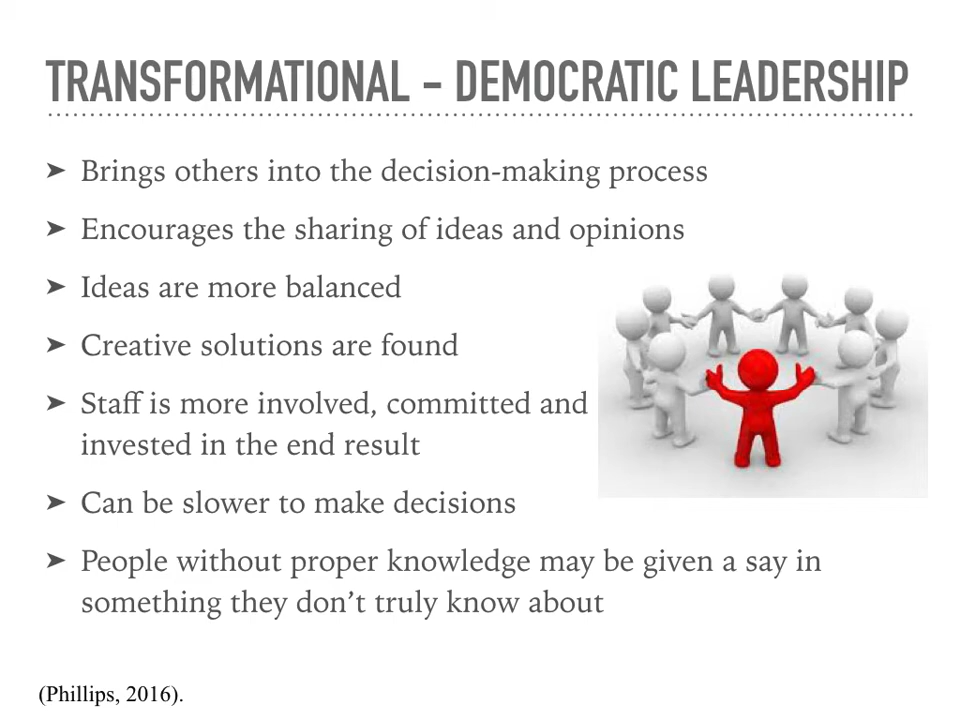 TRANSFORMATIONAL – DEMOCRATIC LEADERSHIP
➤ Brings others into the decision-making process
➤ Encourages the sharing of ideas and opinions
➤ Ideas are more balanced
➤ Creative solutions are found
➤ Staff is more involved, committed and
invested in the end result
➤ Can be slower to make decisions
➤ People without proper knowledge may be given a say in
something they don’t truly know about
(Phillips, 2016).